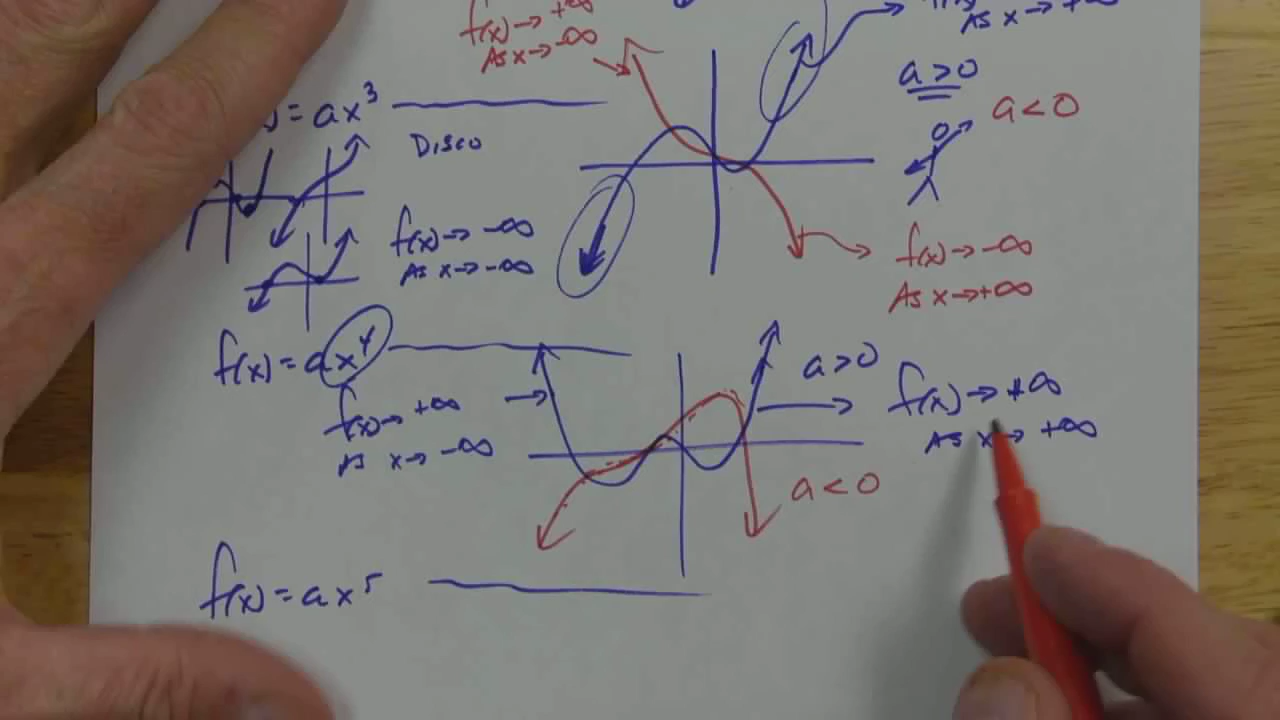 f(x) → +∞
As x → -∞
As x → +∞
a > 0
a < 0
= ax³
Disco
f(x) → -∞
As x → -∞
f(x) → -∞
As x → +∞
f(x) = ax⁴
a > 0
f(x) → +∞
As x → +∞
f(x) → +∞
As x → -∞
a < 0
f(x) = ax⁵